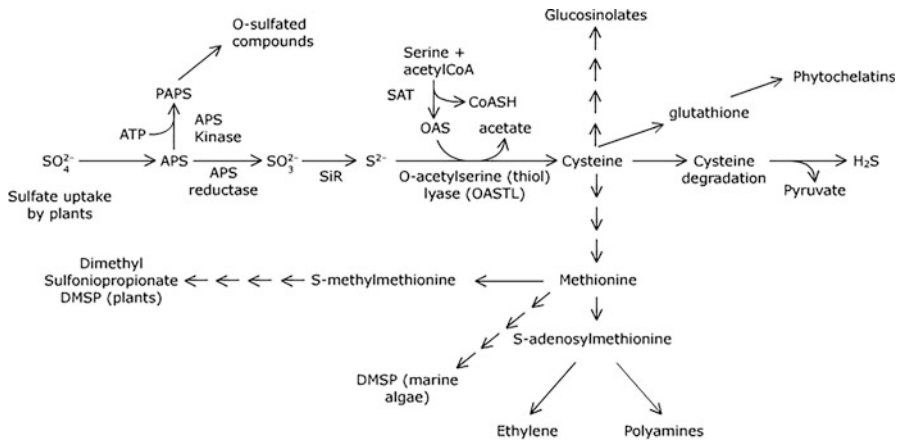 Glucosinolates
O-sulfated
compounds
Serine +
acetylCoA
Phytochelatins
SAT
CoASH
PAPS
glutathione
ATP
APS
Kinase
OAS
acetate
SO₄²⁻
APS
SO₃²⁻
S²⁻
Cysteine
Cysteine
degradation
H₂S
APS
reductase
SiR
O-acetylserine (thiol)
lyase (OASTL)
Pyruvate
Sulfate uptake
by plants
Dimethyl
Sulfoniopropionate
DMSP (plants)
S-methylmethionine
Methionine
S-adenosylmethionine
DMSP (marine
algae)
Ethylene
Polyamines